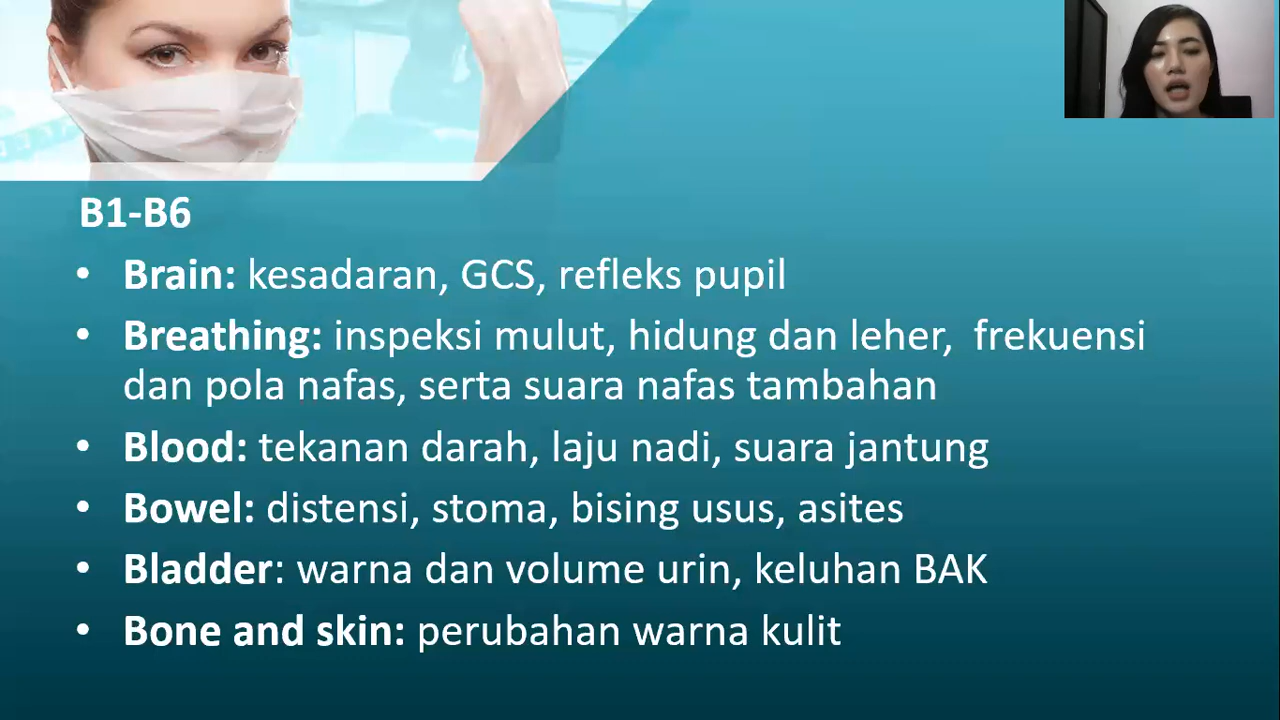 B1-B6
• Brain: kesadaran, GCS, refleks pupil
• Breathing: inspeksi mulut, hidung dan leher,  frekuensi
dan pola nafas, serta suara nafas tambahan
• Blood: tekanan darah, laju nadi, suara jantung
• Bowel: distensi, stoma, bising usus, asites
• Bladder: warna dan volume urin, keluhan BAK
• Bone and skin: perubahan warna kulit